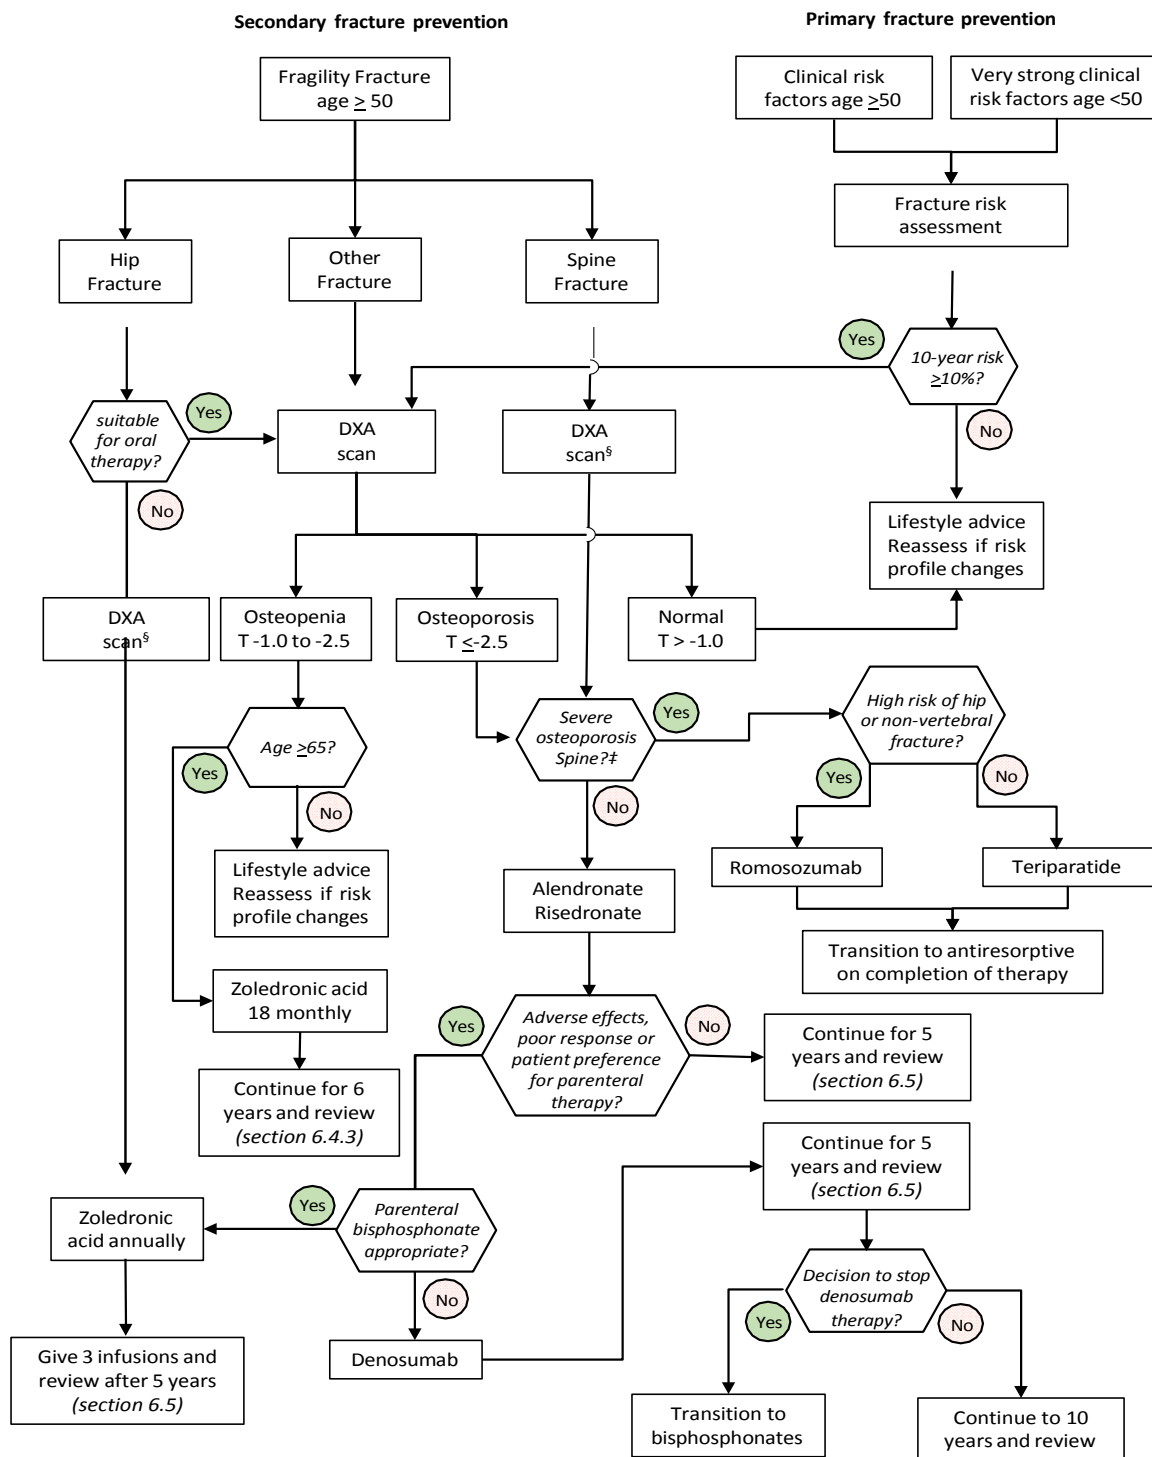 Secondary fracture prevention
Primary fracture prevention
Fragility Fracture
age ≥ 50
Clinical risk
factors age ≥50
Very strong clinical
risk factors age <50
Fracture risk
assessment
Hip
Fracture
Other
Fracture
Spine
Fracture
Yes
10-year risk
≥10%?
No
suitable
for oral
therapy?
Yes
No
DXA
scan
DXA
scan§
Lifestyle advice
Reassess if risk
profile changes
DXA
scan§
Osteopenia
T -1.0 to -2.5
Osteoporosis
T ≤-2.5
Normal
T > -1.0
Age ≥65?
Yes
No
Severe
osteoporosis
Spine?‡
Yes
No
High risk of hip
or non-vertebral
fracture?
Yes
No
Lifestyle advice
Reassess if risk
profile changes
Alendronate
Risedronate
Romosozumab
Teriparatide
Transition to antiresorptive
on completion of therapy
Zoledronic acid
18 monthly
Continue for 6
years and review
(section 6.4.3)
Yes
Adverse effects,
poor response or
patient preference
for parenteral
therapy?
No
Continue for 5
years and review
(section 6.5)
Continue for 5
years and review
(section 6.5)
Zoledronic
acid annually
Yes
Parenteral
bisphosphonate
appropriate?
No
Decision to stop
denosumab
therapy?
Yes
No
Give 3 infusions and
review after 5 years
(section 6.5)
Denosumab
Transition to
bisphosphonates
Continue to 10
years and review